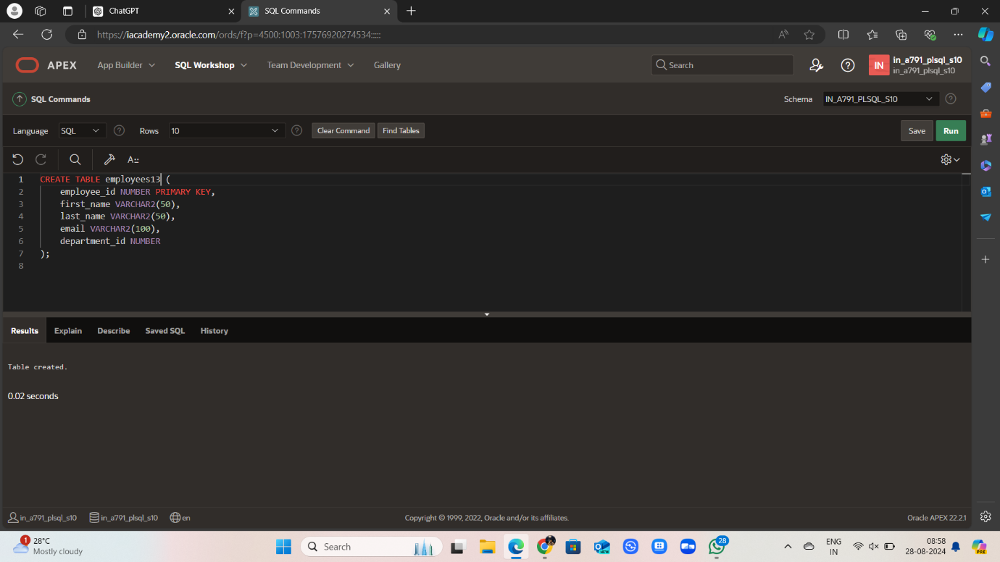 ChatGPT
SQL Commands
https://iacademy2.oracle.com/ords/f?p=4500:1003:17576920274534:::::
APEX App Builder SQL Workshop Team Development Gallery Search IN in_a791_plsql_s10
in_a791_plsql_s10
SQL Commands Schema IN_A791_PLSQL_S10
Language SQL Rows 10 Clear Command Find Tables Save Run
A::
1 CREATE TABLE employees13 (
2 employee_id NUMBER PRIMARY KEY,
3 first_name VARCHAR2(50),
4 last_name VARCHAR2(50),
5 email VARCHAR2(100),
6 department_id NUMBER
7 );
8
Results Explain Describe Saved SQL History
Table created.
0.02 seconds
in_a791_plsql_s10 in_a791_plsql_s10 en Copyright © 1999, 2022, Oracle and/or its affiliates. Oracle APEX 22.2.1
1 28°C
Mostly cloudy
Search
NEW
28
ENG
IN
08:58
28-08-2024
PRE